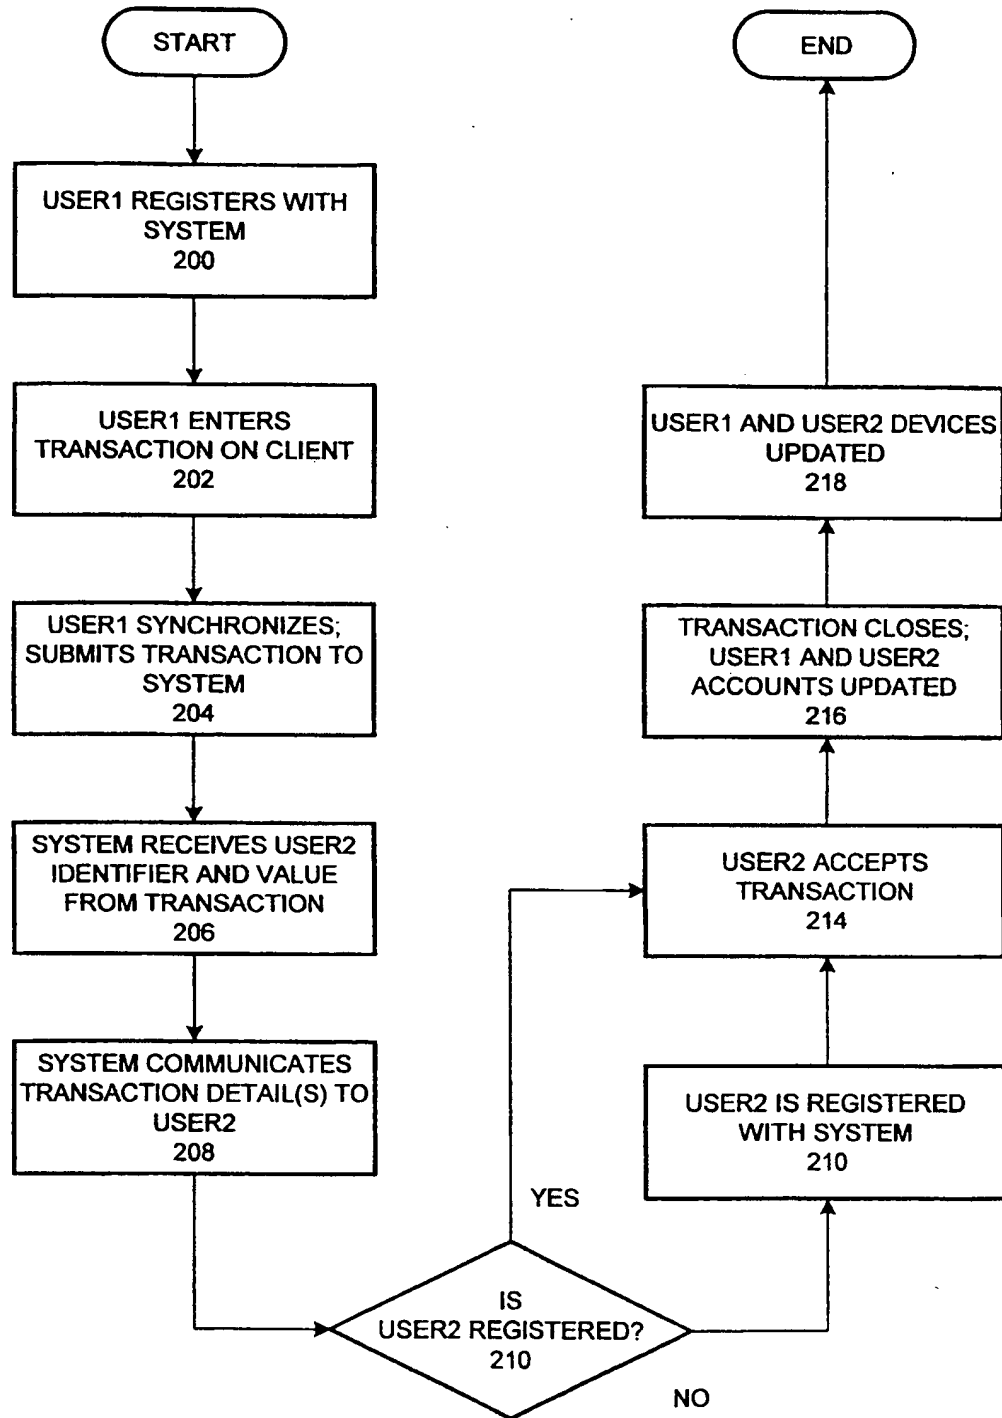 START
USER1 REGISTERS WITH
SYSTEM
200
USER1 ENTERS
TRANSACTION ON CLIENT
202
USER1 SYNCHRONIZES;
SUBMITS TRANSACTION TO
SYSTEM
204
SYSTEM RECEIVES USER2
IDENTIFIER AND VALUE
FROM TRANSACTION
206
SYSTEM COMMUNICATES
TRANSACTION DETAIL(S) TO
USER2
208
IS
USER2 REGISTERED?
210
YES
NO
USER2 IS REGISTERED
WITH SYSTEM
210
USER2 ACCEPTS
TRANSACTION
214
TRANSACTION CLOSES;
USER1 AND USER2
ACCOUNTS UPDATED
216
USER1 AND USER2 DEVICES
UPDATED
218
END